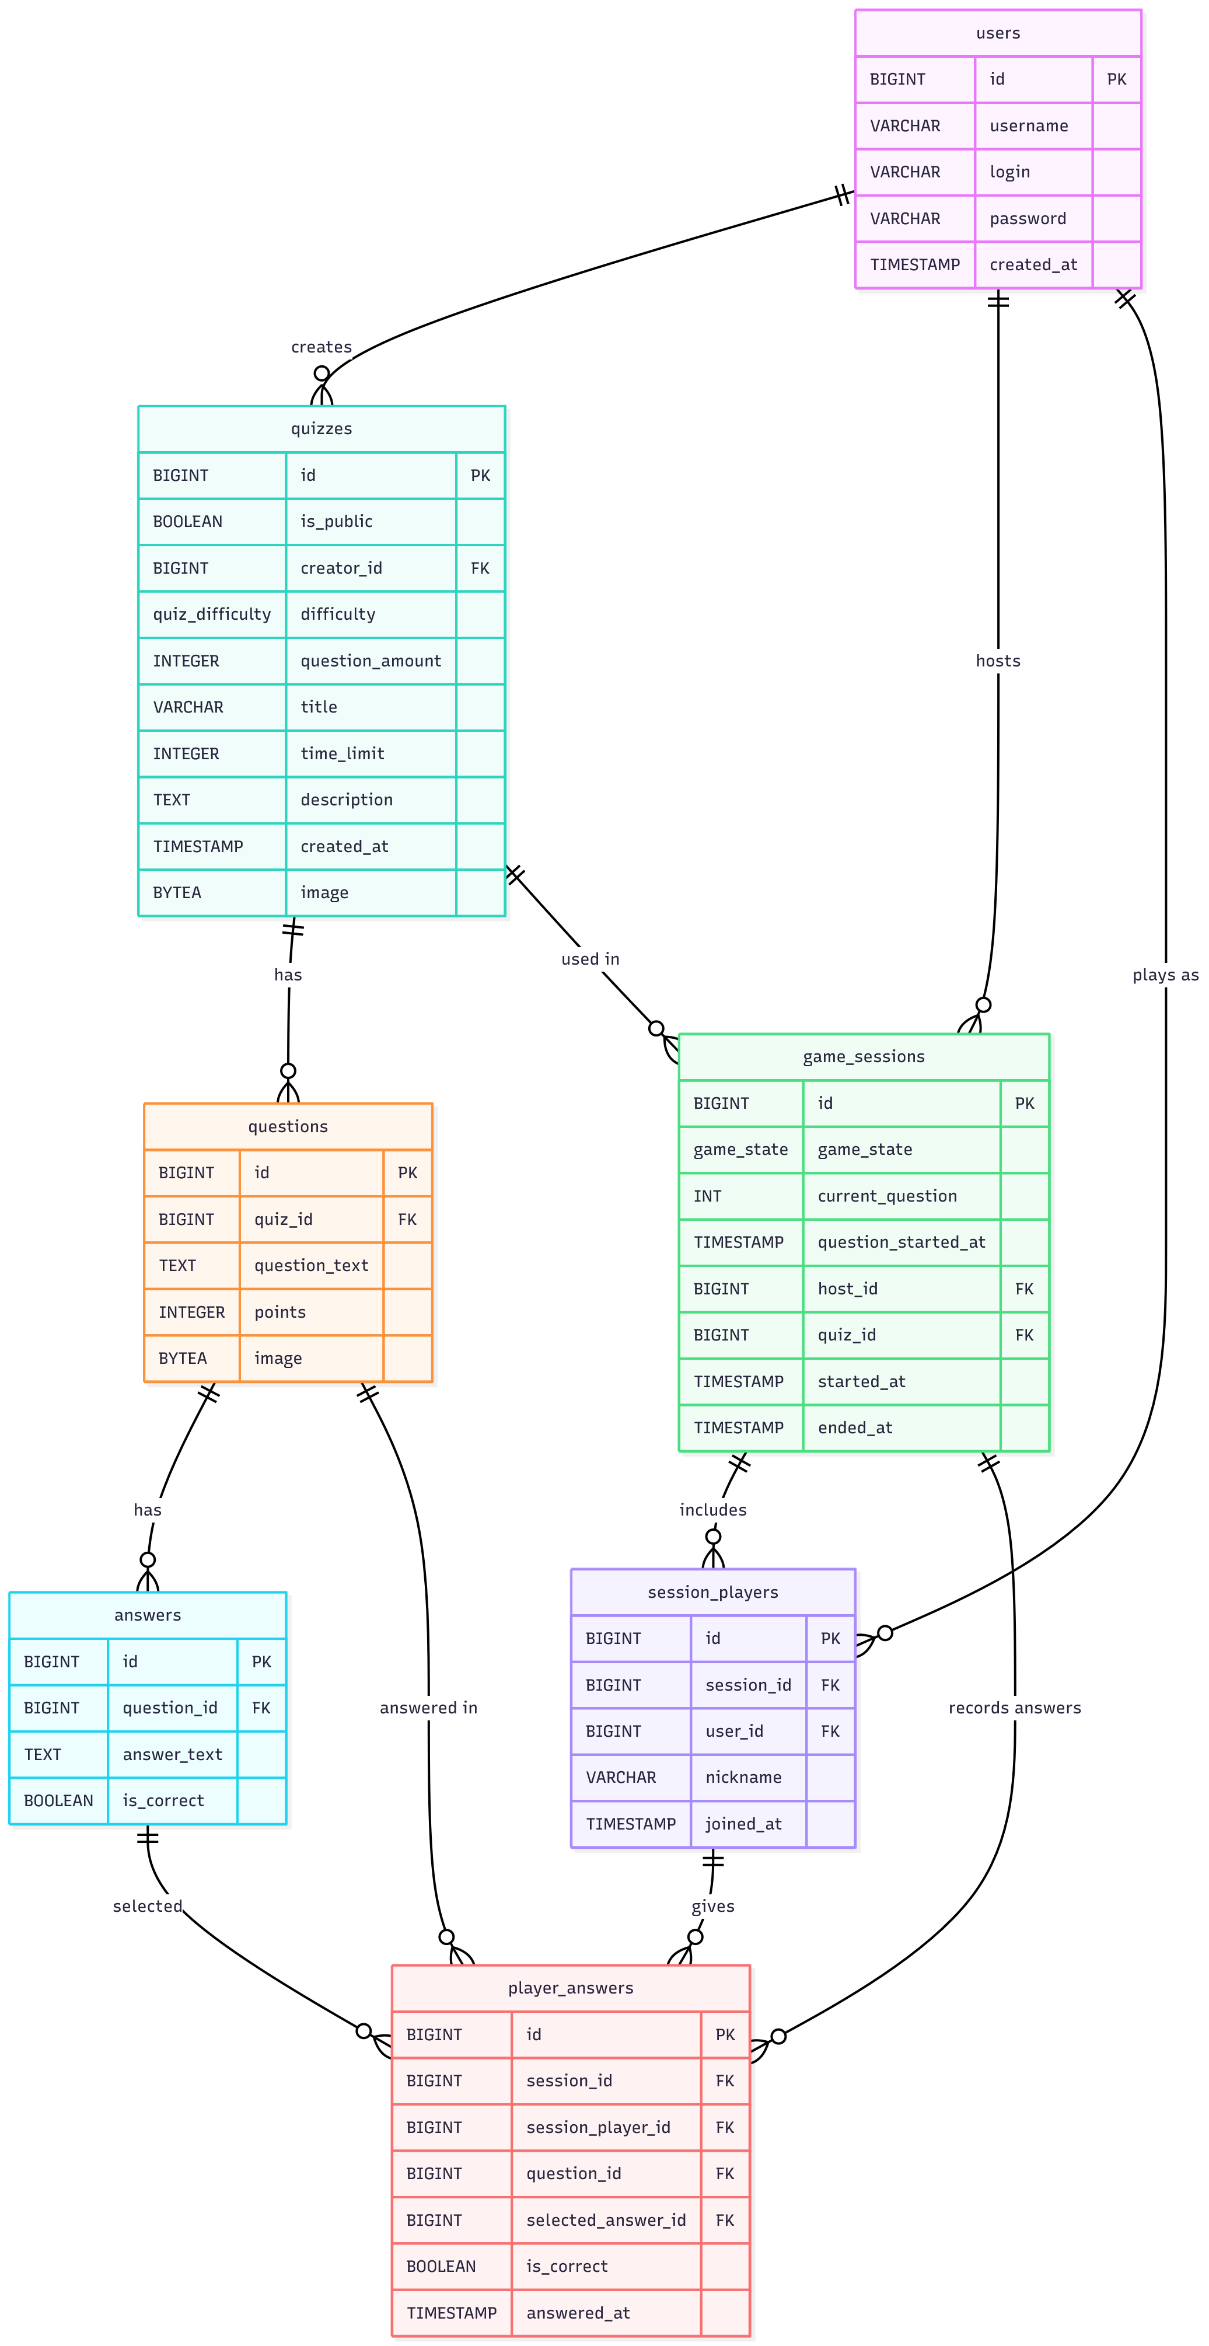 users
BIGINT id PK
VARCHAR username
VARCHAR login
VARCHAR password
TIMESTAMP created_at
creates
quizzes
BIGINT id PK
BOOLEAN is_public
BIGINT creator_id FK
quiz_difficulty difficulty
INTEGER question_amount
VARCHAR title
INTEGER time_limit
TEXT description
TIMESTAMP created_at
BYTEA image
hosts
used in
has
plays as
game_sessions
BIGINT id PK
game_state game_state
INT current_question
TIMESTAMP question_started_at
BIGINT host_id FK
BIGINT quiz_id FK
TIMESTAMP started_at
TIMESTAMP ended_at
questions
BIGINT id PK
BIGINT quiz_id FK
TEXT question_text
INTEGER points
BYTEA image
has
includes
answers
BIGINT id PK
BIGINT question_id FK
TEXT answer_text
BOOLEAN is_correct
answered in
session_players
BIGINT id PK
BIGINT session_id FK
BIGINT user_id FK
VARCHAR nickname
TIMESTAMP joined_at
records answers
selected
gives
player_answers
BIGINT id PK
BIGINT session_id FK
BIGINT session_player_id FK
BIGINT question_id FK
BIGINT selected_answer_id FK
BOOLEAN is_correct
TIMESTAMP answered_at